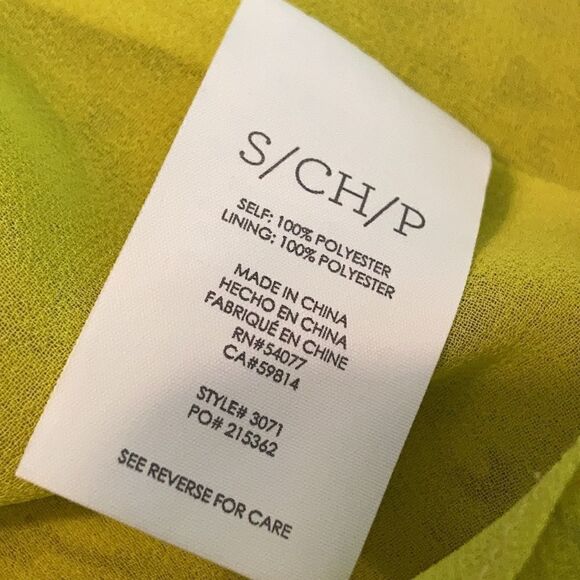 S/CH/P
SELF: 100% POLYESTER
LINING: 100% POLYESTER
MADE IN CHINA
HECHO EN CHINA
FABRIQUÉ EN CHINE
RN#54077
CA#59814
STYLE# 3071
PO# 215362
SEE REVERSE FOR CARE